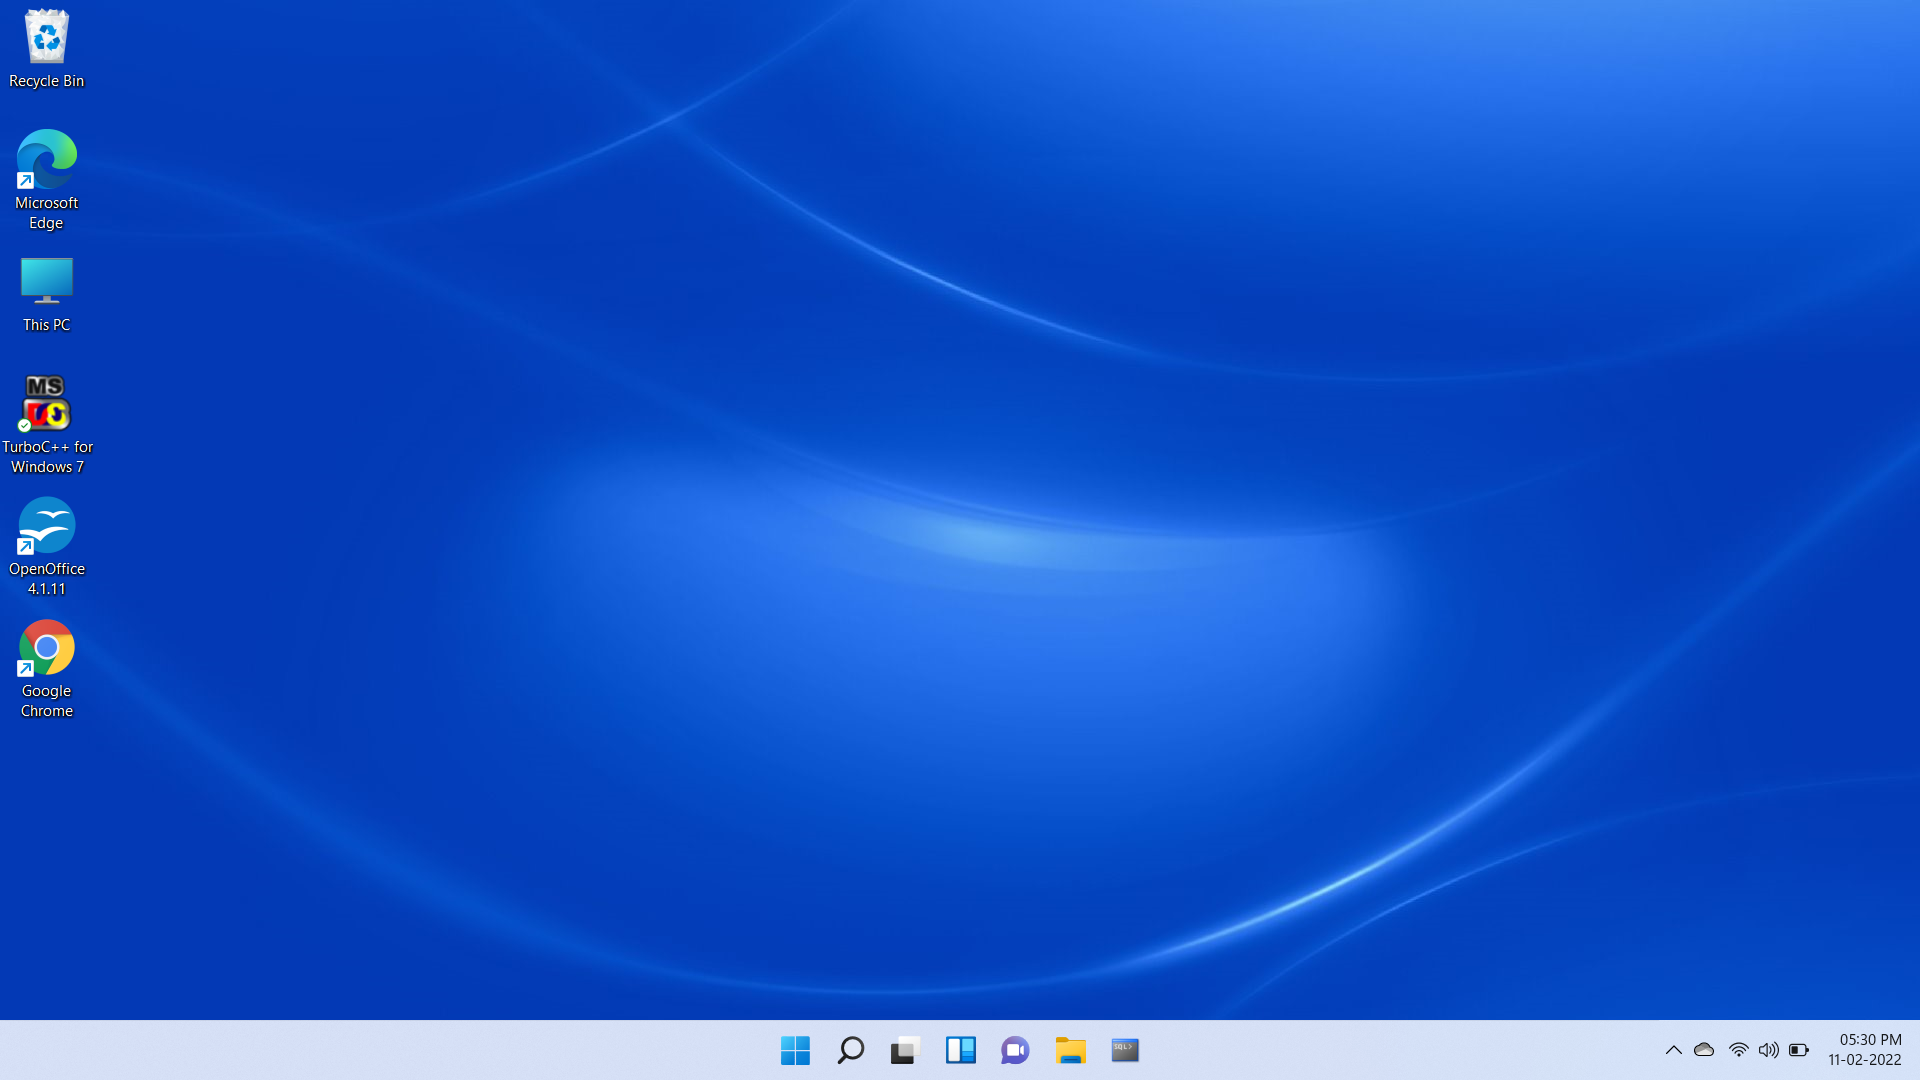 Recycle Bin
Microsoft
Edge
This PC
MS
DOS
TurboC++ for
Windows 7
OpenOffice
4.1.11
Google
Chrome
SQL>
05:30 PM
11-02-2022